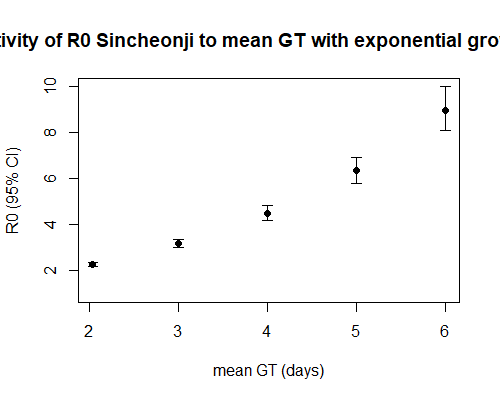 tivity of R0 Sincheonji to mean GT with exponential grov
R0 (95% CI)
10
8
6
4
2
2 3 4 5 6
mean GT (days)